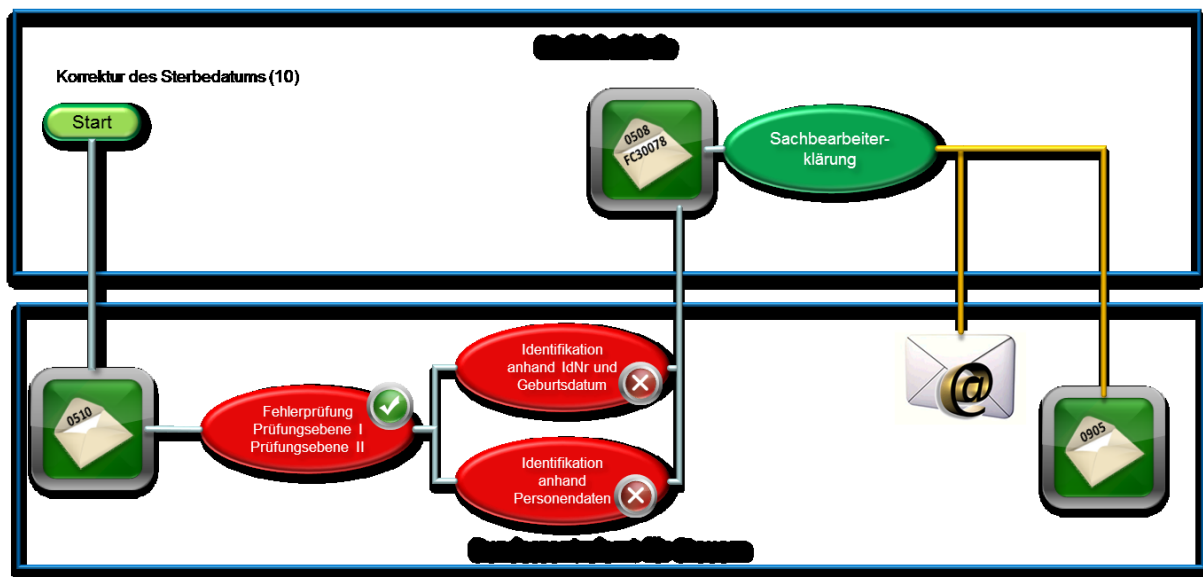 Korrektur des Sterbedatums (10)
Start
0508
FC30078
Sachbearbeiter-
klärung
Identifikation
anhand IdNr und
Geburtsdatum
0510
Fehlerprüfung
Prüfungsebene I
Prüfungsebene II
@
0905
Identifikation
anhand
Personendaten